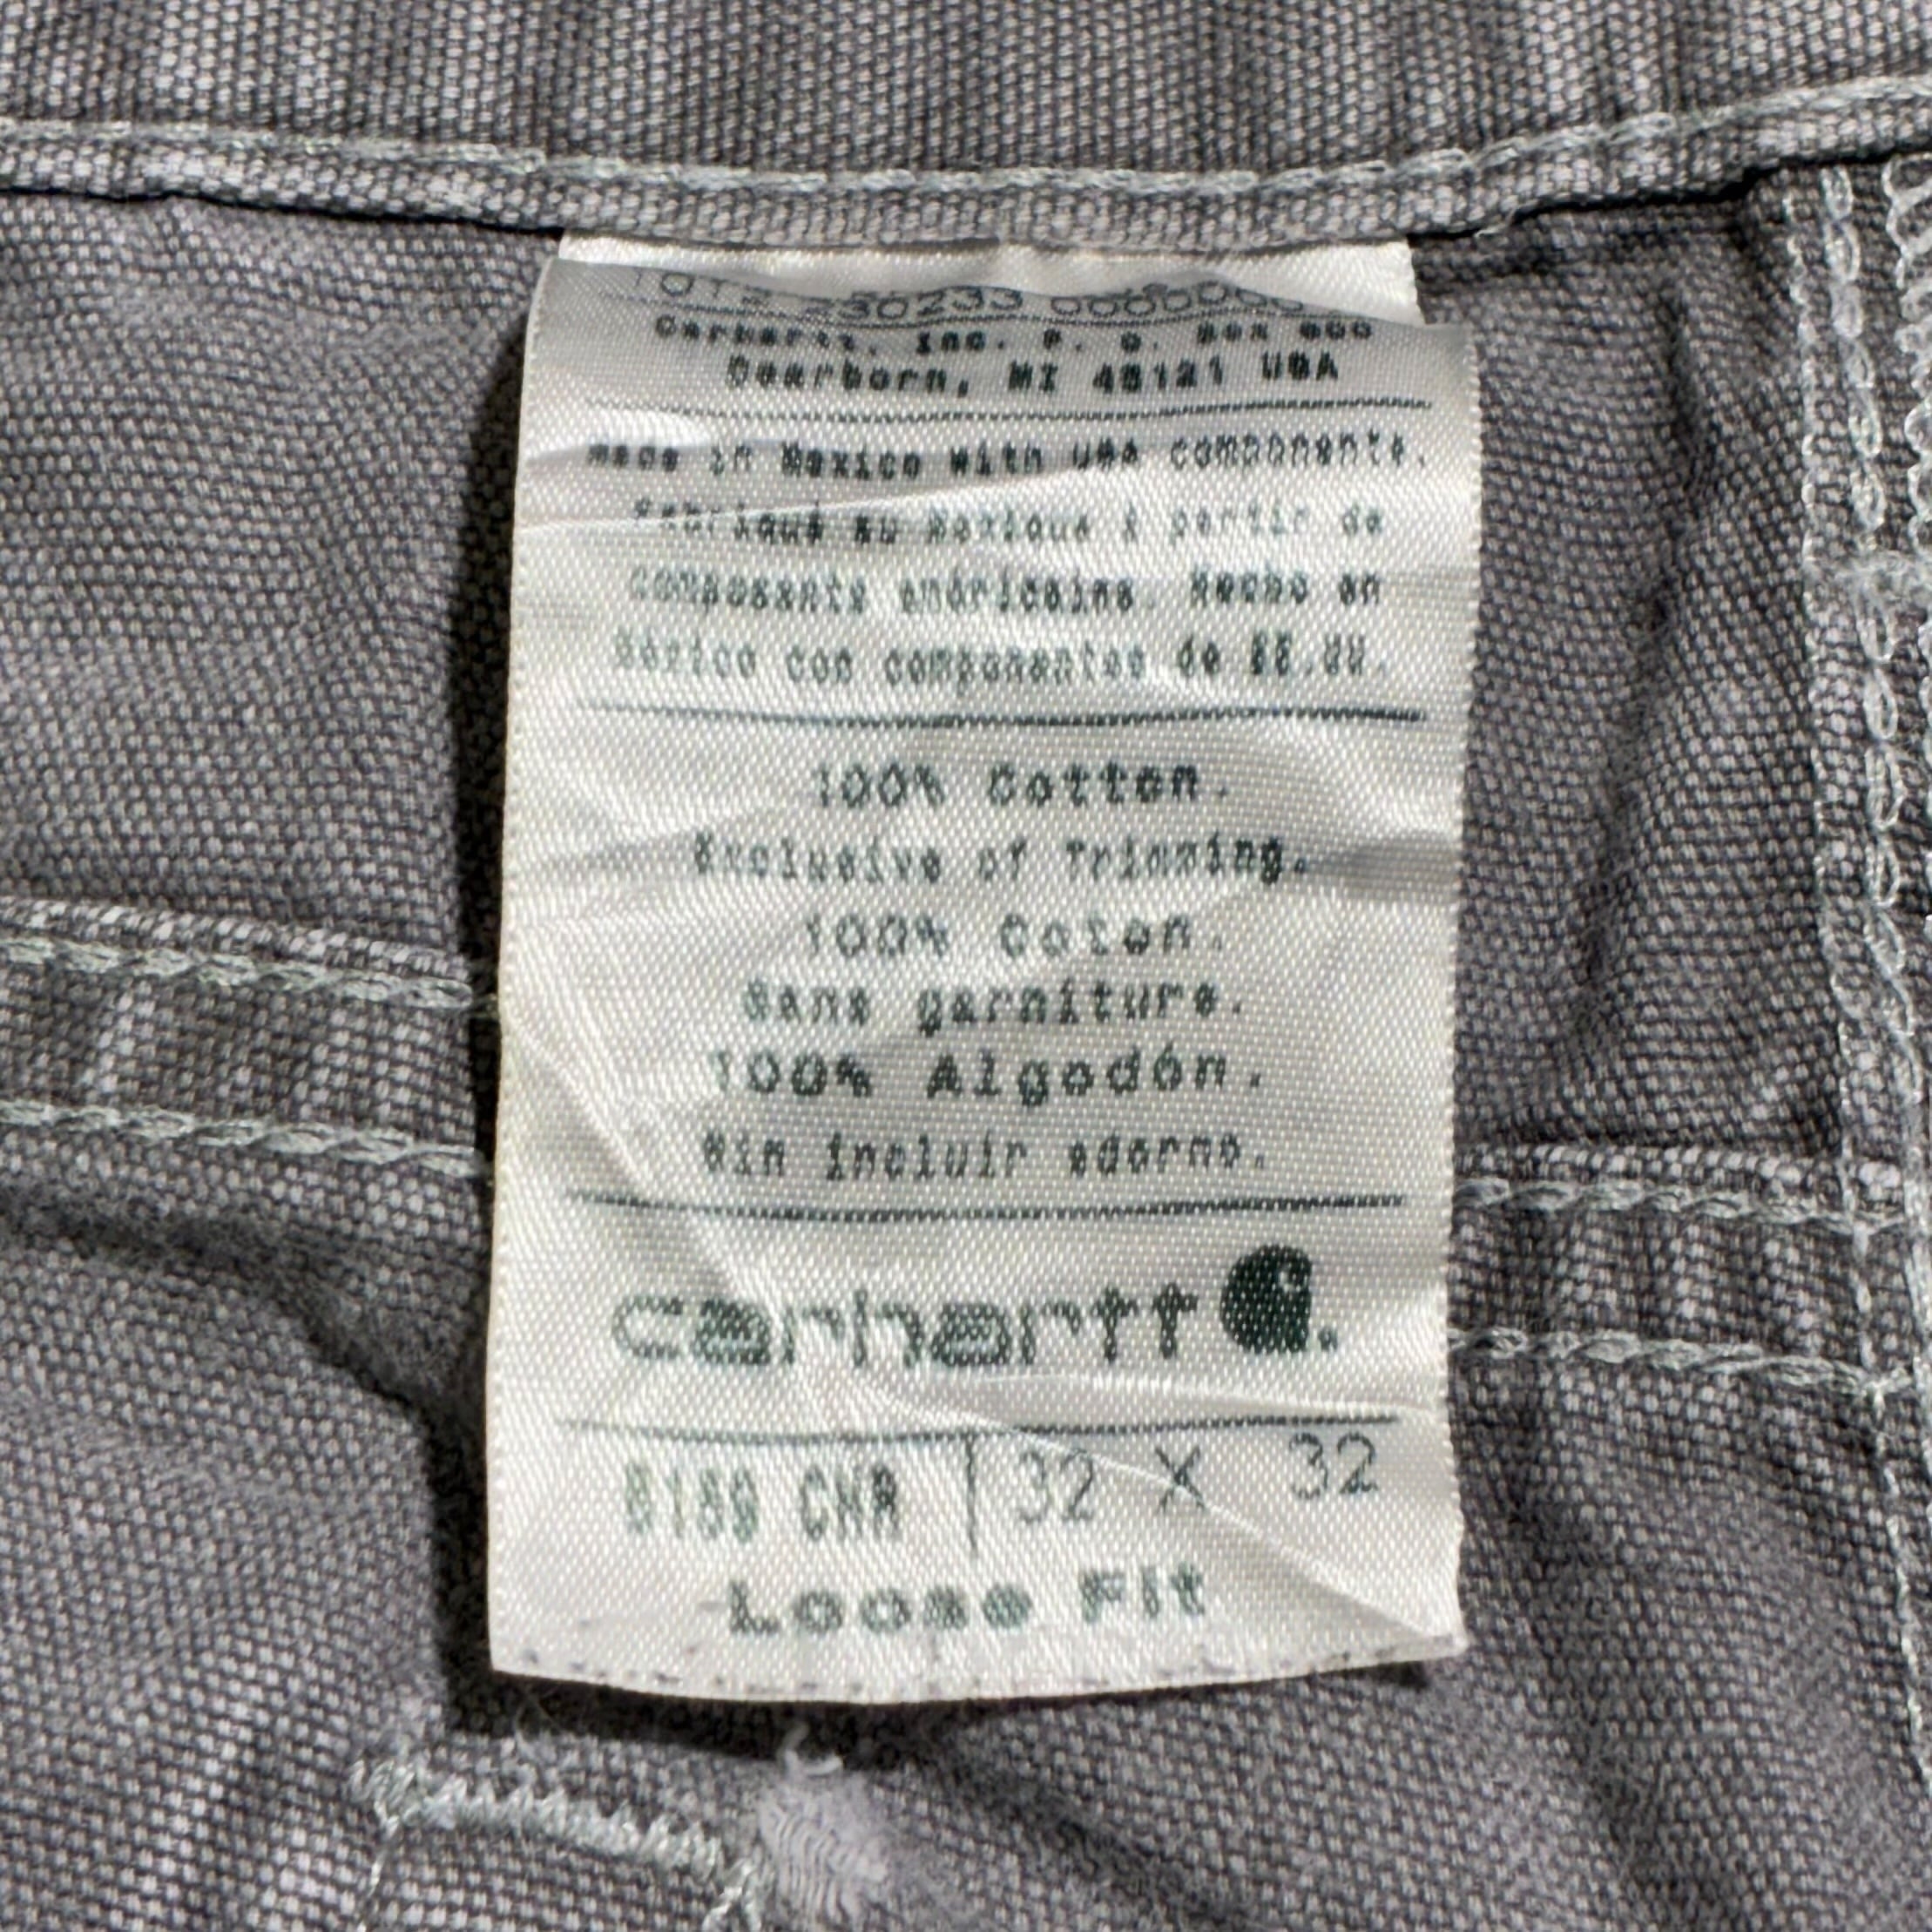 230233
Carhartt, Inc. P. O. Box 600
Dearborn, MI 48121 USA
Made in Mexico with USA components.
Fabriqué au Mexique à partir de
composants américains. Hecho en
México con componentes de EE.UU.
100% Cotton.
Exclusive of Trimming.
100% Coton.
Sans garniture.
100% Algodón.
Sin incluir adorno.
carhartt
CHR | 32 X 32
Loose Fit